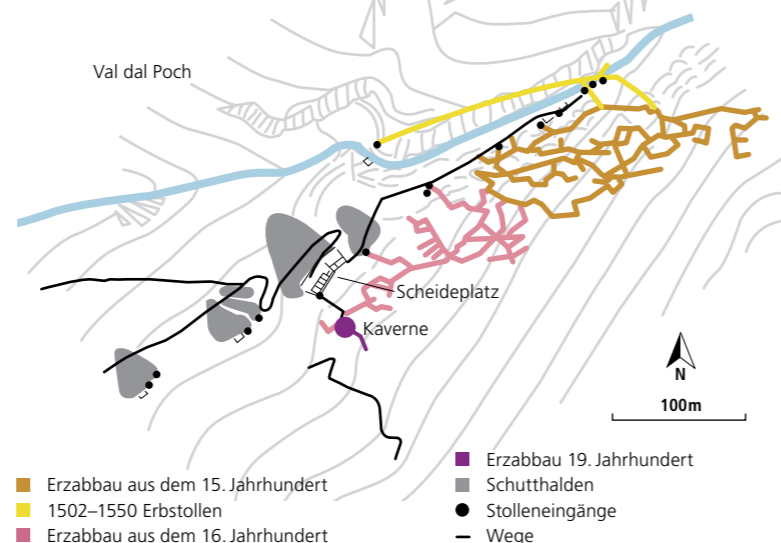 Val dal Poch
Scheideplatz
Kaverne
N
100m
Erzabbau aus dem 15. Jahrhundert
1502–1550 Erbstollen
Erzabbau aus dem 16. Jahrhundert
Erzabbau 19. Jahrhundert
Schutthalden
Stolleneingänge
Wege